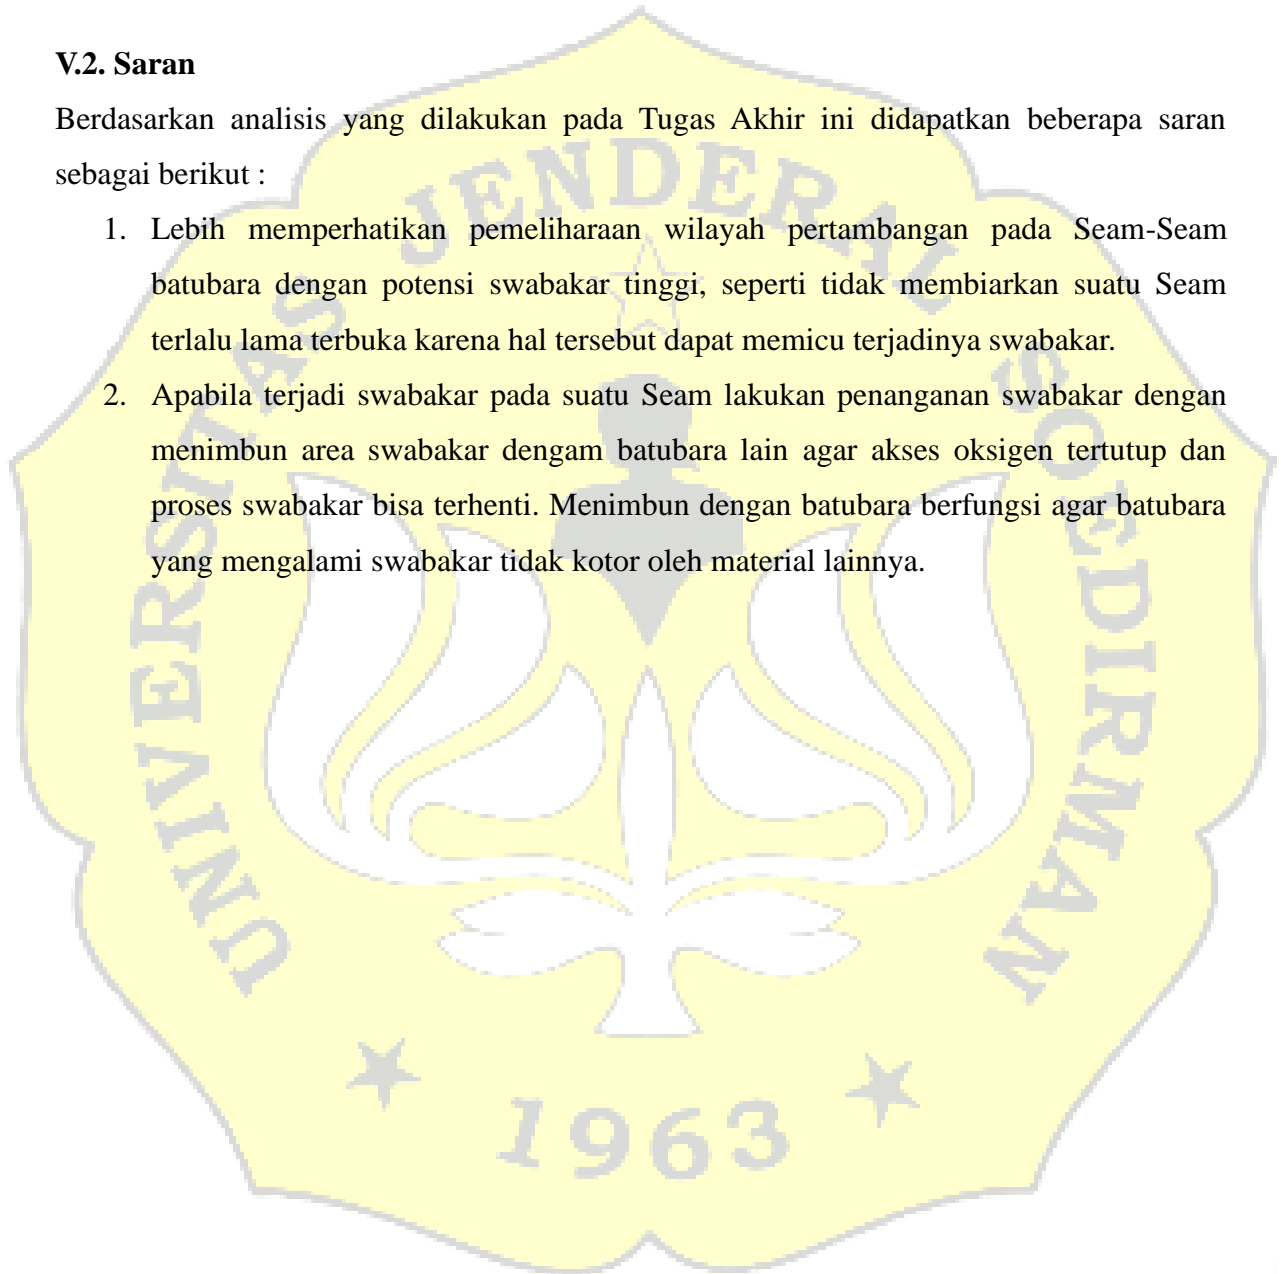 V.2. Saran
Berdasarkan analisis yang dilakukan pada Tugas Akhir ini didapatkan beberapa saran
sebagai berikut :
1. Lebih memperhatikan pemeliharaan wilayah pertambangan pada Seam-Seam
batubara dengan potensi swabakar tinggi, seperti tidak membiarkan suatu Seam
terlalu lama terbuka karena hal tersebut dapat memicu terjadinya swabakar.
2. Apabila terjadi swabakar pada suatu Seam lakukan penanganan swabakar dengan
menimbun area swabakar dengam batubara lain agar akses oksigen tertutup dan
proses swabakar bisa terhenti. Menimbun dengan batubara berfungsi agar batubara
yang mengalami swabakar tidak kotor oleh material lainnya.
UNIVERSITAS JENDERAL SOEDIRMAN
1963